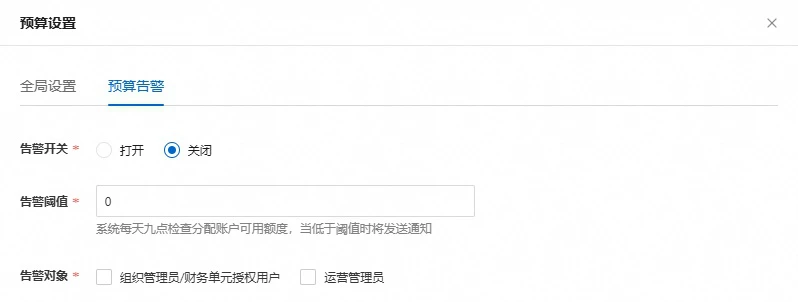 预算设置
全局设置 预算告警
告警开关 * 打开 关闭
告警阈值 * 0
系统每天九点检查分配账户可用额度，当低于阈值时将发送通知
告警对象 * 组织管理员/财务单元授权用户 运营管理员